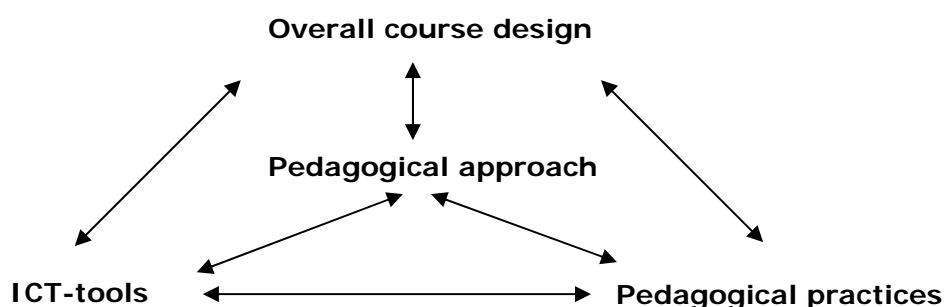 Overall course design
Pedagogical approach
ICT-tools
Pedagogical practices